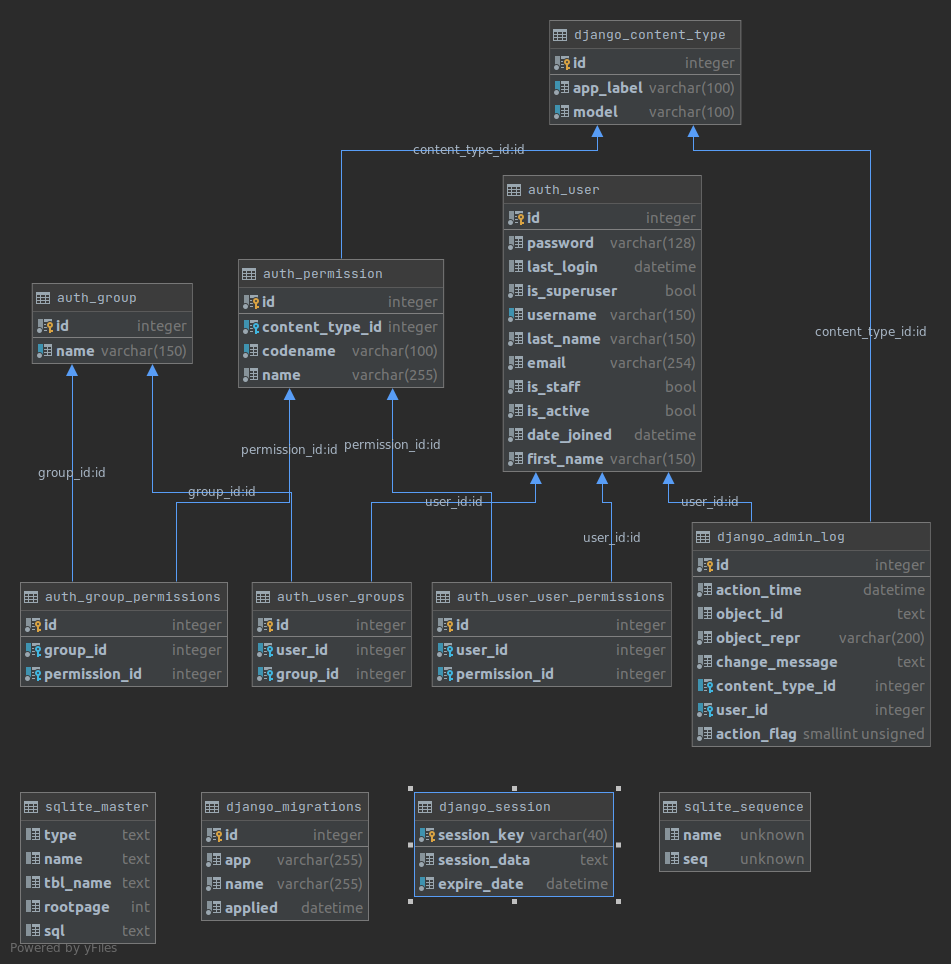 django_content_type
id integer
app_label varchar(100)
model varchar(100)
content_type_id:id
auth_user
id integer
password varchar(128)
last_login datetime
is_superuser bool
username varchar(150)
last_name varchar(150)
email varchar(254)
is_staff bool
is_active bool
date_joined datetime
first_name varchar(150)
auth_permission
id integer
content_type_id integer
codename varchar(100)
name varchar(255)
auth_group
id integer
name varchar(150)
content_type_id:id
permission_id:id
permission_id:id
group_id:id
group_id:id
user_id:id
user_id:id
user_id:id
auth_group_permissions
id integer
group_id integer
permission_id integer
auth_user_groups
id integer
user_id integer
group_id integer
auth_user_user_permissions
id integer
user_id integer
permission_id integer
django_admin_log
id integer
action_time datetime
object_id text
object_repr varchar(200)
change_message text
content_type_id integer
user_id integer
action_flag smallint unsigned
sqlite_master
type text
name text
tbl_name text
rootpage int
sql text
django_migrations
id integer
app varchar(255)
name varchar(255)
applied datetime
django_session
session_key varchar(40)
session_data text
expire_date datetime
sqlite_sequence
name unknown
seq unknown
Powered by yFiles